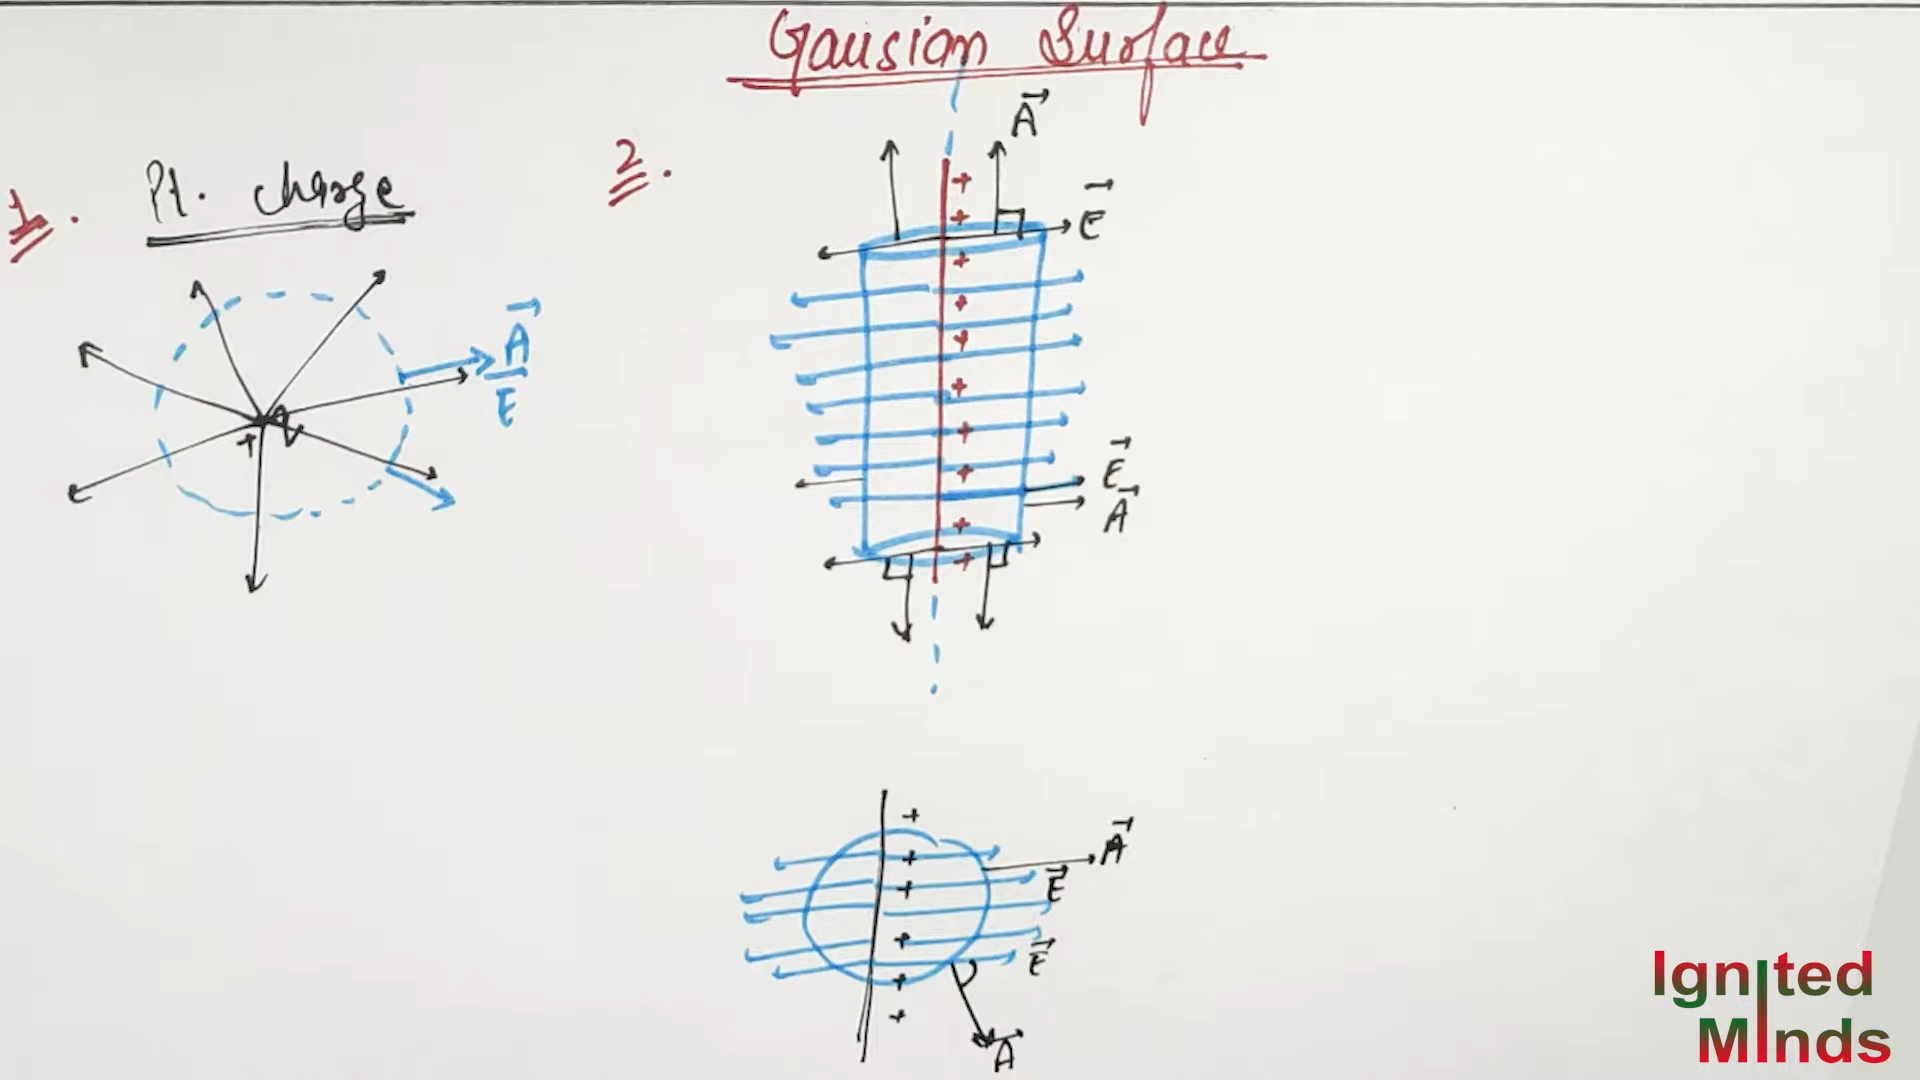 Gausian Surface
1. Pt. charge
A
E
+ q
2.
A
E
+
+
+
+
+
+
+
+
+
+
E
A
+
A
+
E
+
+
E
+
+
A
Ignited
Minds